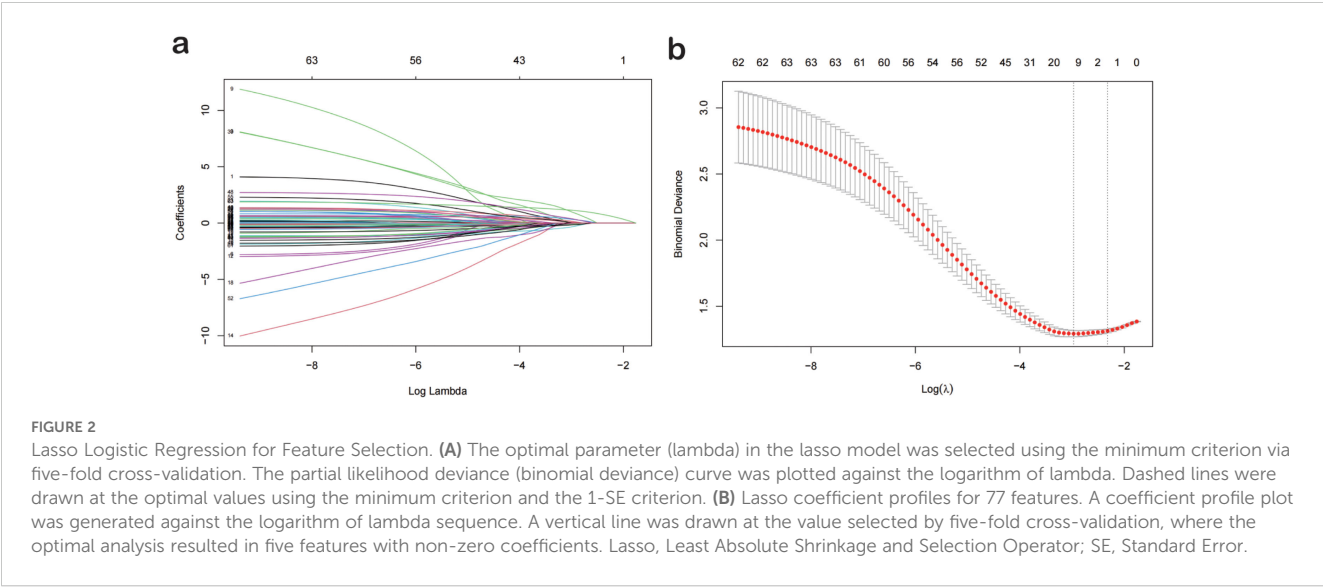 a
63 56 43 1
10
5
0
−5
−10
Coefficients
9
1
48
12
18
52
14
−8 −6 −4 −2
Log Lambda
b
62 62 63 63 63 61 60 56 54 56 52 45 31 20 9 2 1 0
3.0
2.5
2.0
1.5
Binomial Deviance
−8 −6 −4 −2
Log(λ)
FIGURE 2
Lasso Logistic Regression for Feature Selection. (A) The optimal parameter (lambda) in the lasso model was selected using the minimum criterion via
five-fold cross-validation. The partial likelihood deviance (binomial deviance) curve was plotted against the logarithm of lambda. Dashed lines were
drawn at the optimal values using the minimum criterion and the 1-SE criterion. (B) Lasso coefficient profiles for 77 features. A coefficient profile plot
was generated against the logarithm of lambda sequence. A vertical line was drawn at the value selected by five-fold cross-validation, where the
optimal analysis resulted in five features with non-zero coefficients. Lasso, Least Absolute Shrinkage and Selection Operator; SE, Standard Error.